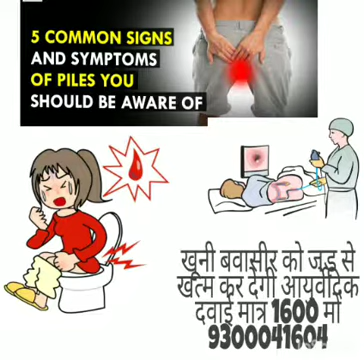 5 COMMON SIGNS
AND SYMPTOMS
OF PILES YOU
SHOULD BE AWARE OF
खूनी बवासीर को जड़ से
खत्म कर देगी आयुर्वेदिक
दवाई मात्र 1600 मो
9300041604